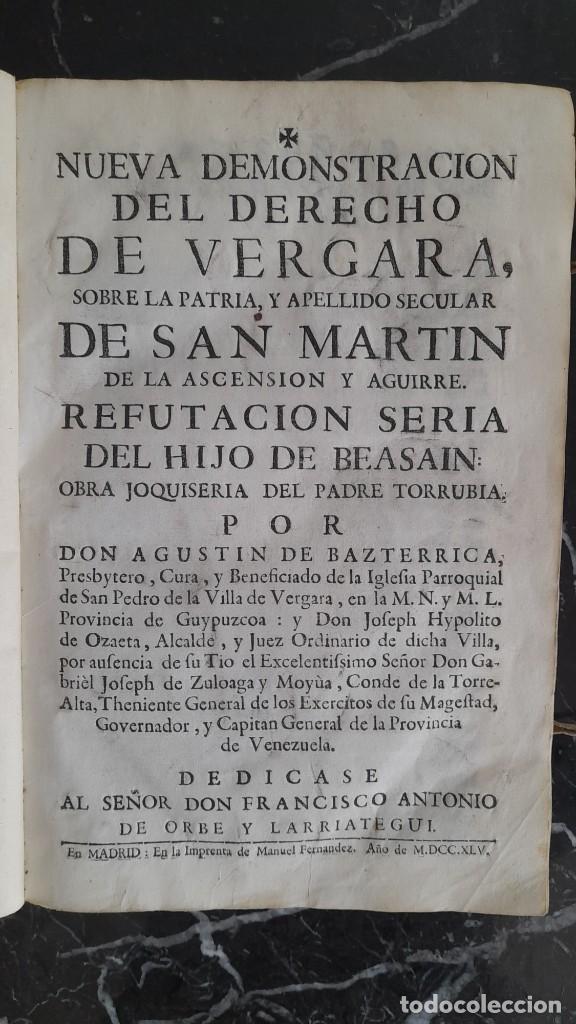 ✠
NUEVA DEMONSTRACION
DEL DERECHO
DE VERGARA,
SOBRE LA PATRIA, Y APELLIDO SECULAR
DE SAN MARTIN
DE LA ASCENSION Y AGUIRRE.
REFUTACION SERIA
DEL HIJO DE BEASAIN:
OBRA JOQUISERIA DEL PADRE TORRUBIA,
POR
DON AGUSTIN DE BAZTERRICA,
Presbytero, Cura, y Beneficiado de la Iglesia Parroquial
de San Pedro de la Villa de Vergara, en la M. N. y M. L.
Provincia de Guypuzcoa: y Don Joseph Hypolito
de Ozaeta, Alcalde, y Juez Ordinario de dicha Villa,
por ausencia de su Tio el Excelentissimo Señor Don Ga-
brièl Joseph de Zuloaga y Moyùa, Conde de la Torre-
Alta, Theniente General de los Exercitos de su Magestad,
Governador, y Capitan General de la Provincia
de Venezuela.
DEDICASE
AL SEÑOR DON FRANCISCO ANTONIO
DE ORBE Y LARRIATEGUI.
En MADRID: En la Imprenta de Manuel Fernandez. Año de M.DCC.XLV.
todocoleccion